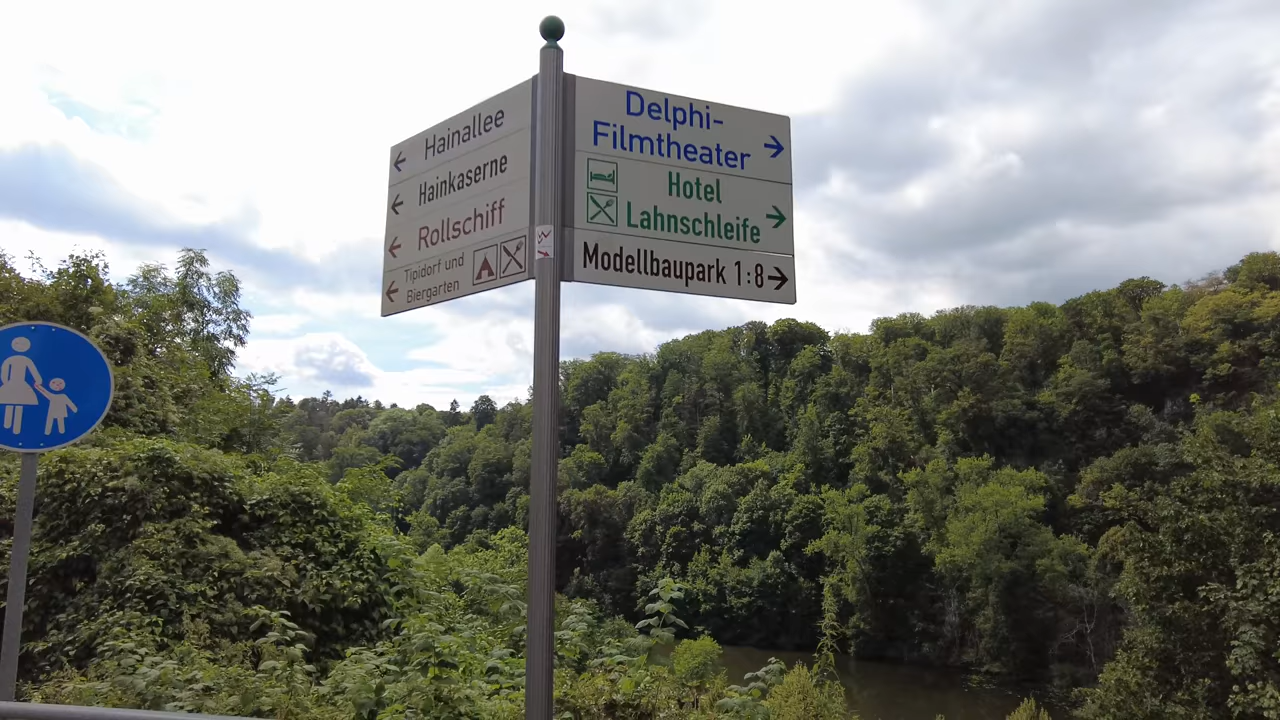 Hainallee
Hainkaserne
Rollschiff
Tipidorf und
Biergarten
Delphi-
Filmtheater
Hotel
Lahnschleife
Modellbaupark 1:8